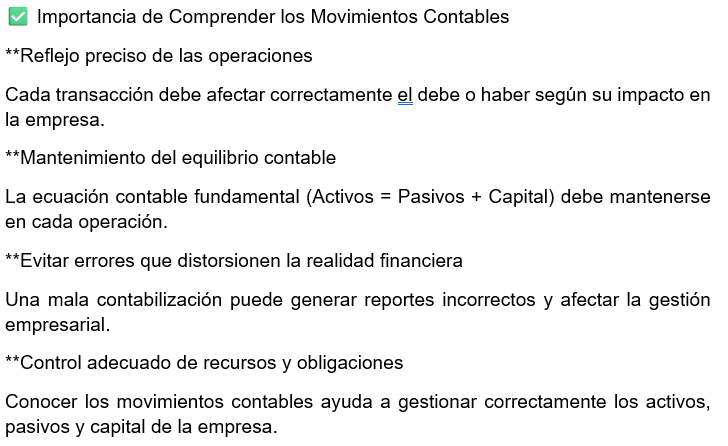 ✅ Importancia de Comprender los Movimientos Contables
**Reflejo preciso de las operaciones
Cada transacción debe afectar correctamente el debe o haber según su impacto en
la empresa.
**Mantenimiento del equilibrio contable
La ecuación contable fundamental (Activos = Pasivos + Capital) debe mantenerse
en cada operación.
**Evitar errores que distorsionen la realidad financiera
Una mala contabilización puede generar reportes incorrectos y afectar la gestión
empresarial.
**Control adecuado de recursos y obligaciones
Conocer los movimientos contables ayuda a gestionar correctamente los activos,
pasivos y capital de la empresa.